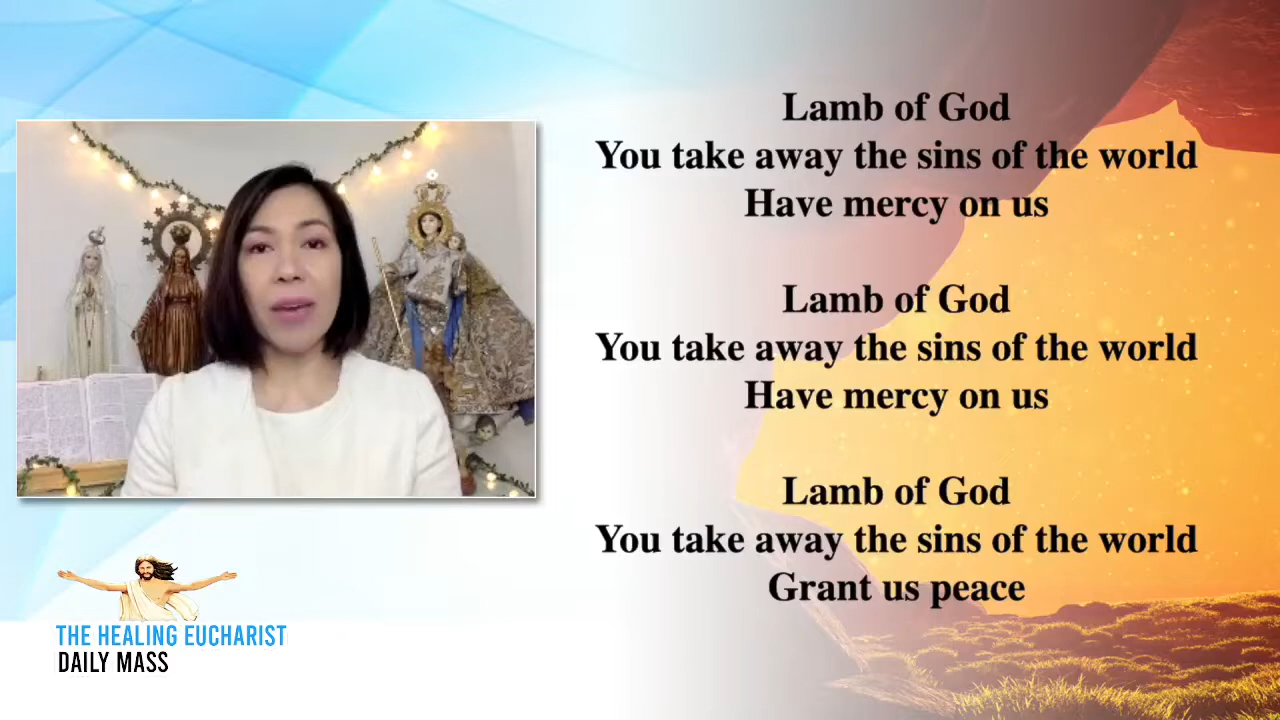 Lamb of God
You take away the sins of the world
Have mercy on us
Lamb of God
You take away the sins of the world
Have mercy on us
Lamb of God
You take away the sins of the world
Grant us peace
THE HEALING EUCHARIST
DAILY MASS